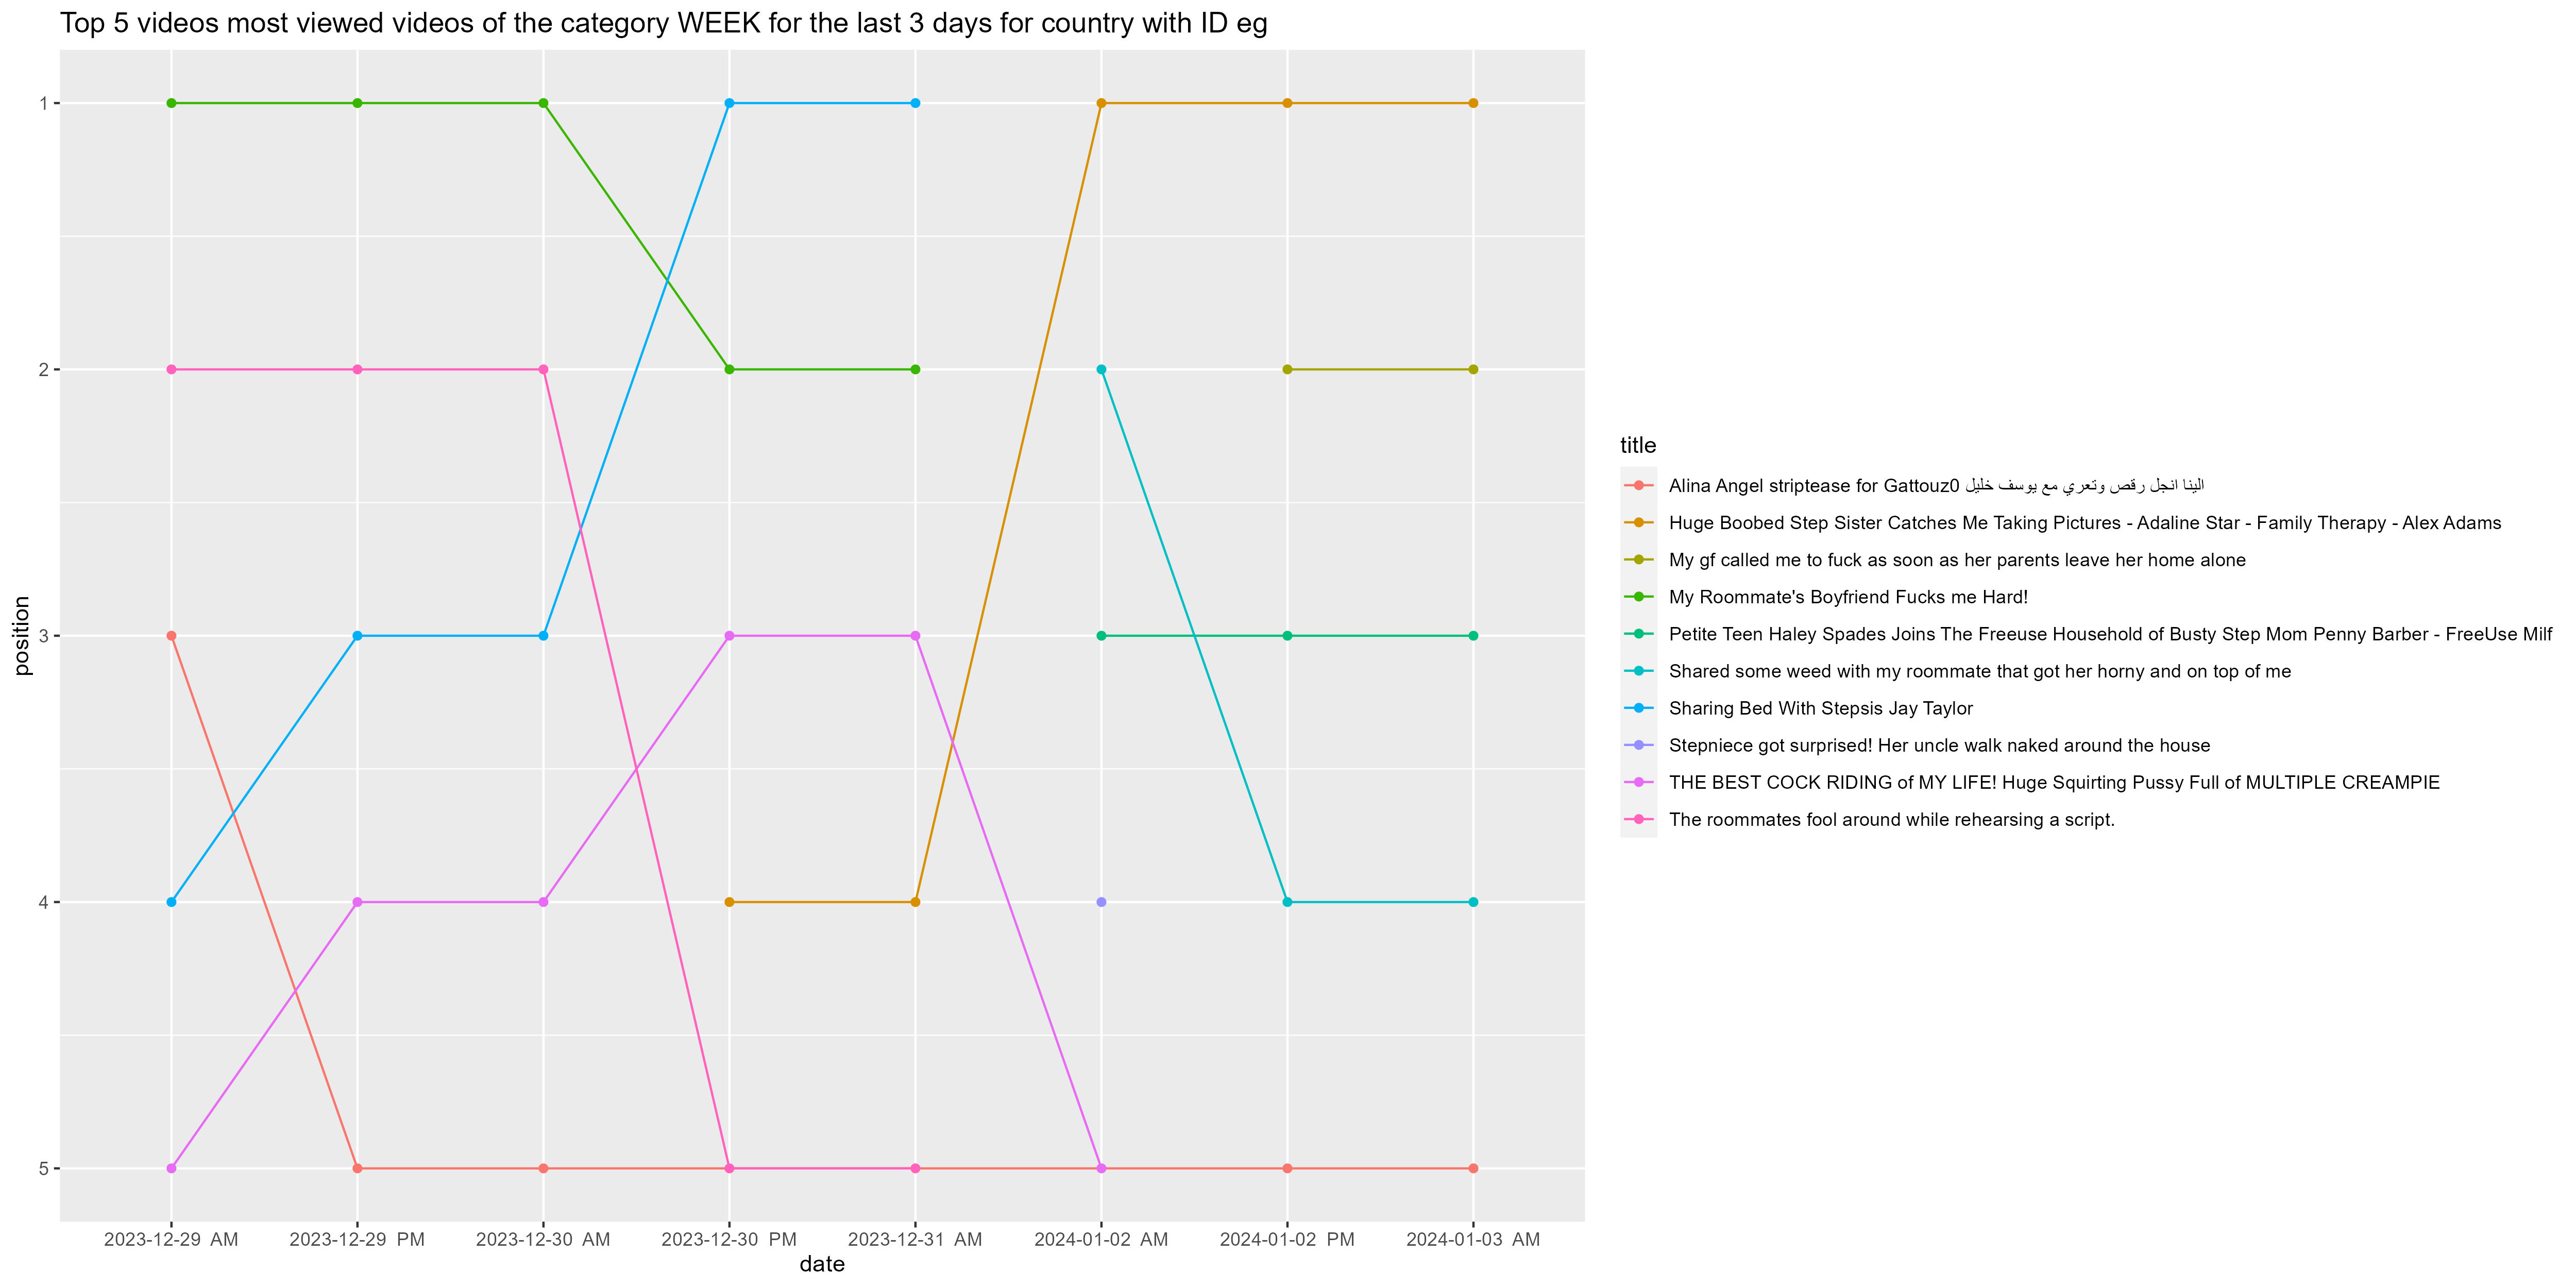 Top 5 videos most viewed videos of the category WEEK for the last 3 days for country with ID eg
position
1
2
3
4
5
2023-12-29 AM
2023-12-29 PM
2023-12-30 AM
2023-12-30 PM
2023-12-31 AM
2024-01-02 AM
2024-01-02 PM
2024-01-03 AM
date
title
Alina Angel striptease for Gattouz0 الينا انجل رقص وتعري مع يوسف خليل
Huge Boobed Step Sister Catches Me Taking Pictures - Adaline Star - Family Therapy - Alex Adams
My gf called me to fuck as soon as her parents leave her home alone
My Roommate's Boyfriend Fucks me Hard!
Petite Teen Haley Spades Joins The Freeuse Household of Busty Step Mom Penny Barber - FreeUse Milf
Shared some weed with my roommate that got her horny and on top of me
Sharing Bed With Stepsis Jay Taylor
Stepniece got surprised! Her uncle walk naked around the house
THE BEST COCK RIDING of MY LIFE! Huge Squirting Pussy Full of MULTIPLE CREAMPIE
The roommates fool around while rehearsing a script.